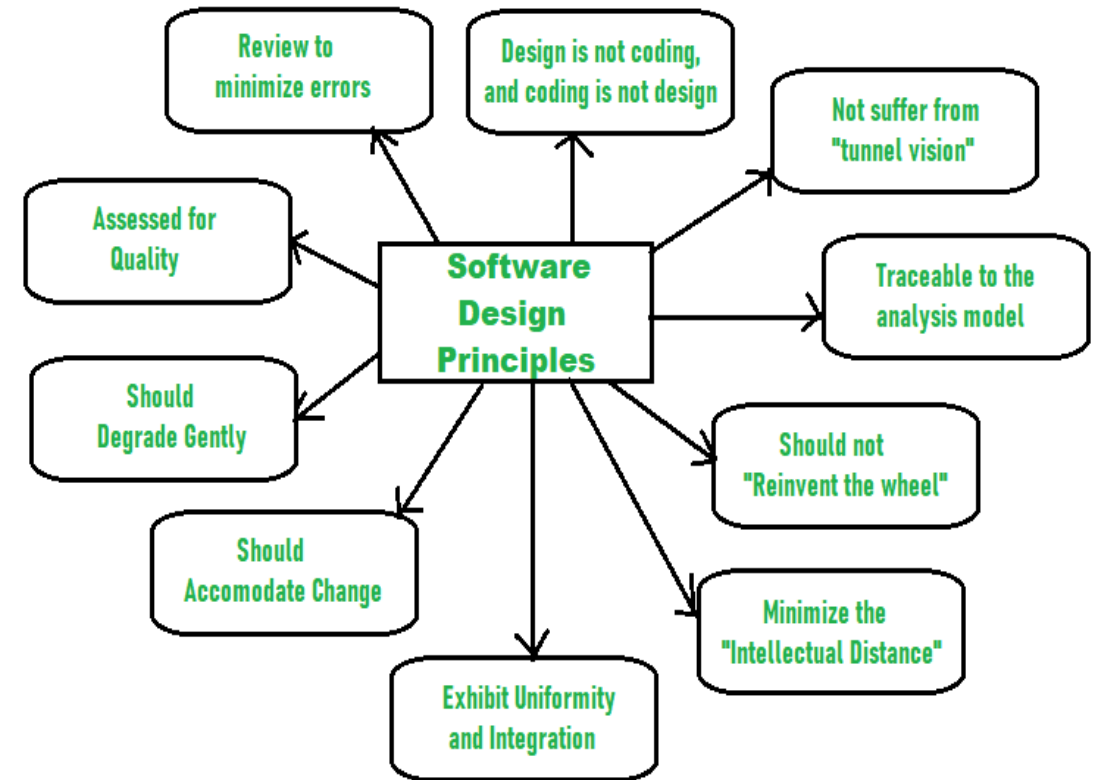 Review to
minimize errors
Design is not coding,
and coding is not design
Not suffer from
"tunnel vision"
Assessed for
Quality
Software
Design
Principles
Traceable to the
analysis model
Should
Degrade Gently
Should not
"Reinvent the wheel"
Should
Accomodate Change
Minimize the
"Intellectual Distance"
Exhibit Uniformity
and Integration